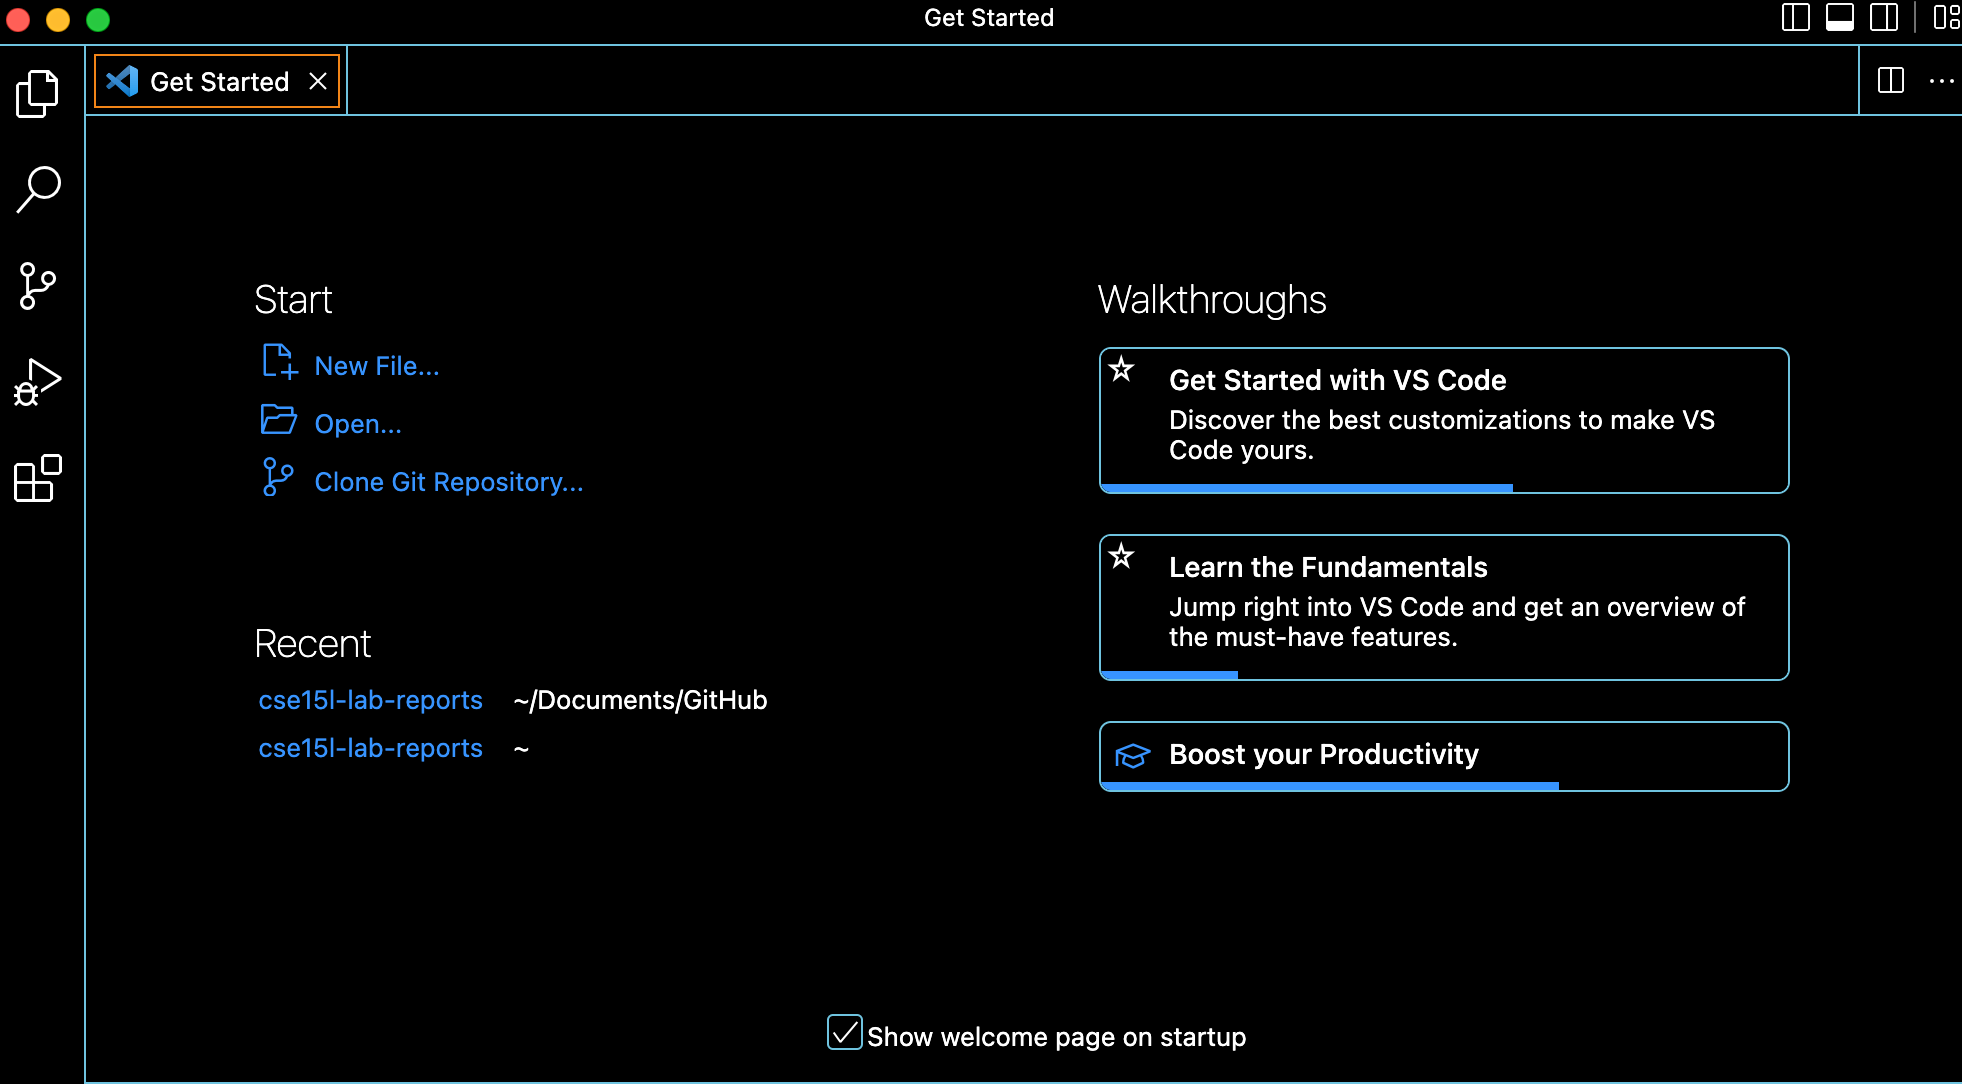 Get Started
Get Started
Start
New File...
Open...
Clone Git Repository...
Recent
cse15l-lab-reports ~/Documents/GitHub
cse15l-lab-reports ~
Walkthroughs
Get Started with VS Code
Discover the best customizations to make VS
Code yours.
Learn the Fundamentals
Jump right into VS Code and get an overview of
the must-have features.
Boost your Productivity
Show welcome page on startup